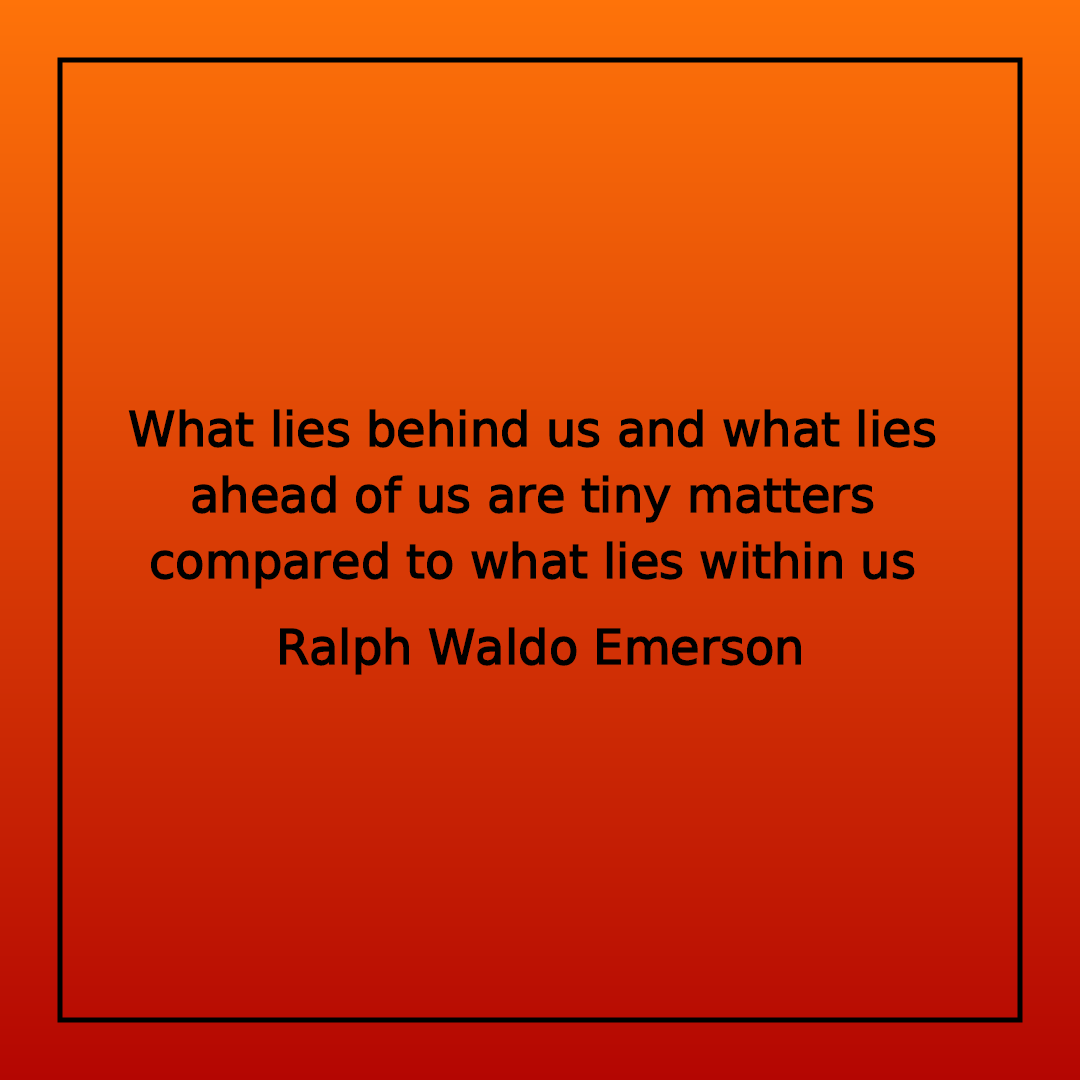 What lies behind us and what lies
ahead of us are tiny matters
compared to what lies within us
Ralph Waldo Emerson